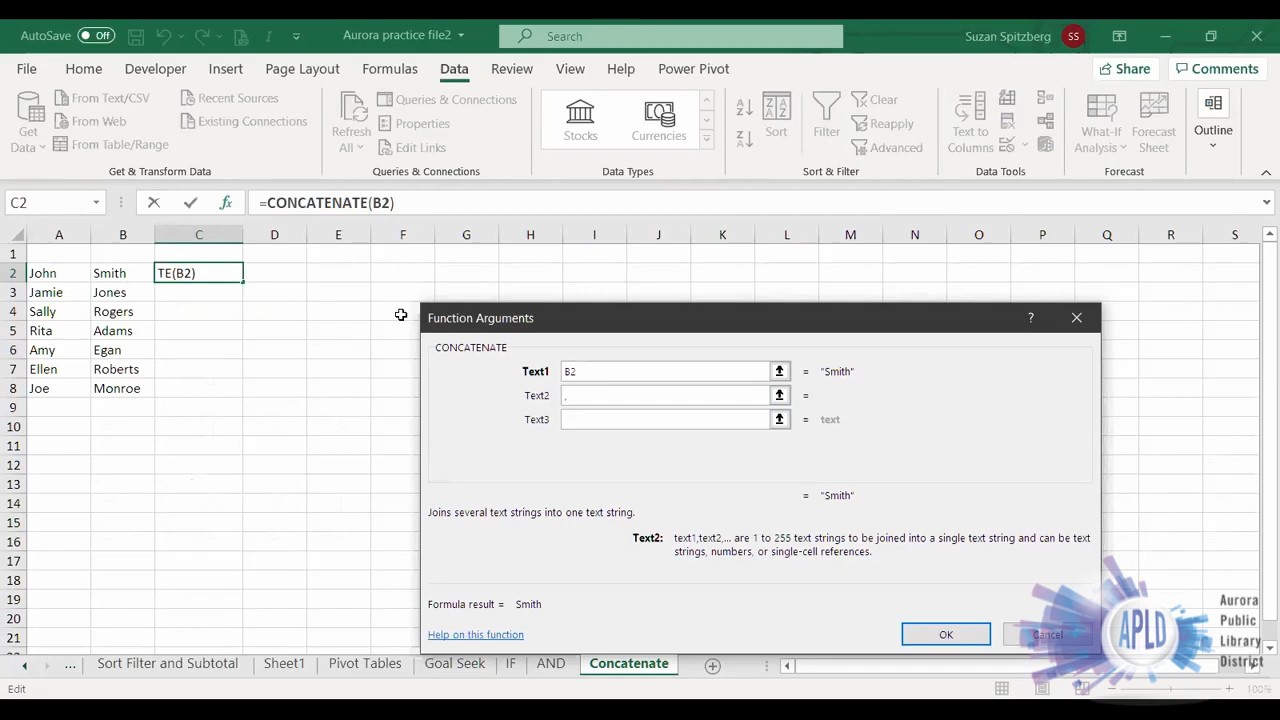 AutoSave Off Aurora practice file2 Search Suzan Spitzberg SS
File Home Developer Insert Page Layout Formulas Data Review View Help Power Pivot Share Comments
Get Data
From Text/CSV
From Web
From Table/Range
Recent Sources
Existing Connections
Get & Transform Data
Refresh All
Queries & Connections
Properties
Edit Links
Queries & Connections
Stocks
Currencies
Data Types
Sort
Filter
Clear
Reapply
Advanced
Sort & Filter
Text to Columns
Data Tools
What-If Analysis
Forecast Sheet
Forecast
Outline
C2 fx =CONCATENATE(B2)
A B C D E F G H I J K L M N O P Q R S
1
2 John Smith TE(B2)
3 Jamie Jones
4 Sally Rogers
5 Rita Adams
6 Amy Egan
7 Ellen Roberts
8 Joe Monroe
9
10
11
12
13
14
15
16
17
18
19
20
21
Function Arguments ?
CONCATENATE
Text1 B2 = "Smith"
Text2 , =
Text3 = text
= "Smith"
Joins several text strings into one text string.
Text2: text1,text2,... are 1 to 255 text strings to be joined into a single text string and can be text
strings, numbers, or single-cell references.
Formula result = Smith
Help on this function
OK
Cancel
APLD
Aurora
Public
Library
District
... Sort Filter and Subtotal Sheet1 Pivot Tables Goal Seek IF AND Concatenate
Edit 100%